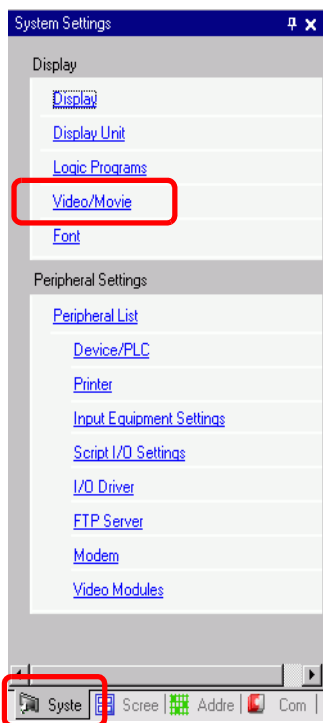 System Settings
Display
Display
Display Unit
Logic Programs
Video/Movie
Font
Peripheral Settings
Peripheral List
Device/PLC
Printer
Input Equipment Settings
Script I/O Settings
I/O Driver
FTP Server
Modem
Video Modules
Syste Scree Addre Com